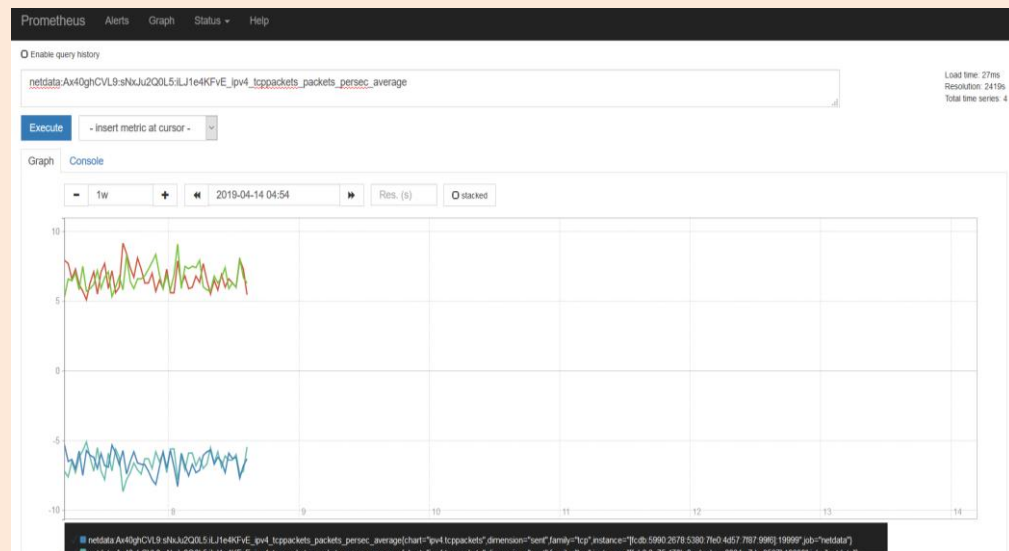 Prometheus Alerts Graph Status Help
Enable query history
netdata:Ax40ghCVL9:sNxJu2Q0L5:iLJ1e4KFvE_ipv4_tcppackets_packets_persec_average
Load time: 27ms
Resolution: 2419s
Total time series: 4
Execute - insert metric at cursor -
Graph Console
- 1w + 2019-04-14 04:54 Res. (s) stacked
10
5
0
-5
-10
8 9 10 11 12 13 14
netdata:Ax40ghCVL9:sNxJu2Q0L5:iLJ1e4KFvE_ipv4_tcppackets_packets_persec_average{chart="ipv4.tcppackets",dimension="sent",family="tcp",instance="[fcdb:5990:2678:5380:7fe0:4d57:7f87:99f6]:19999",job="netdata"}